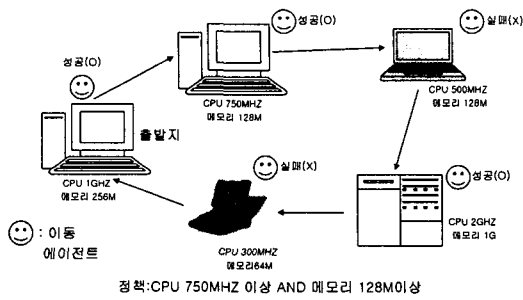 성공(O)
CPU 750MHZ
메모리 128M
실패(X)
CPU 500MHZ
메모리 128M
성공(O)
출발지
CPU 1GHZ
메모리 256M
실패(X)
CPU 300MHZ
메모리64M
성공(O)
CPU 2GHZ
메모리 1G
: 이동
에이전트
정책:CPU 750MHZ 이상 AND 메모리 128M이상